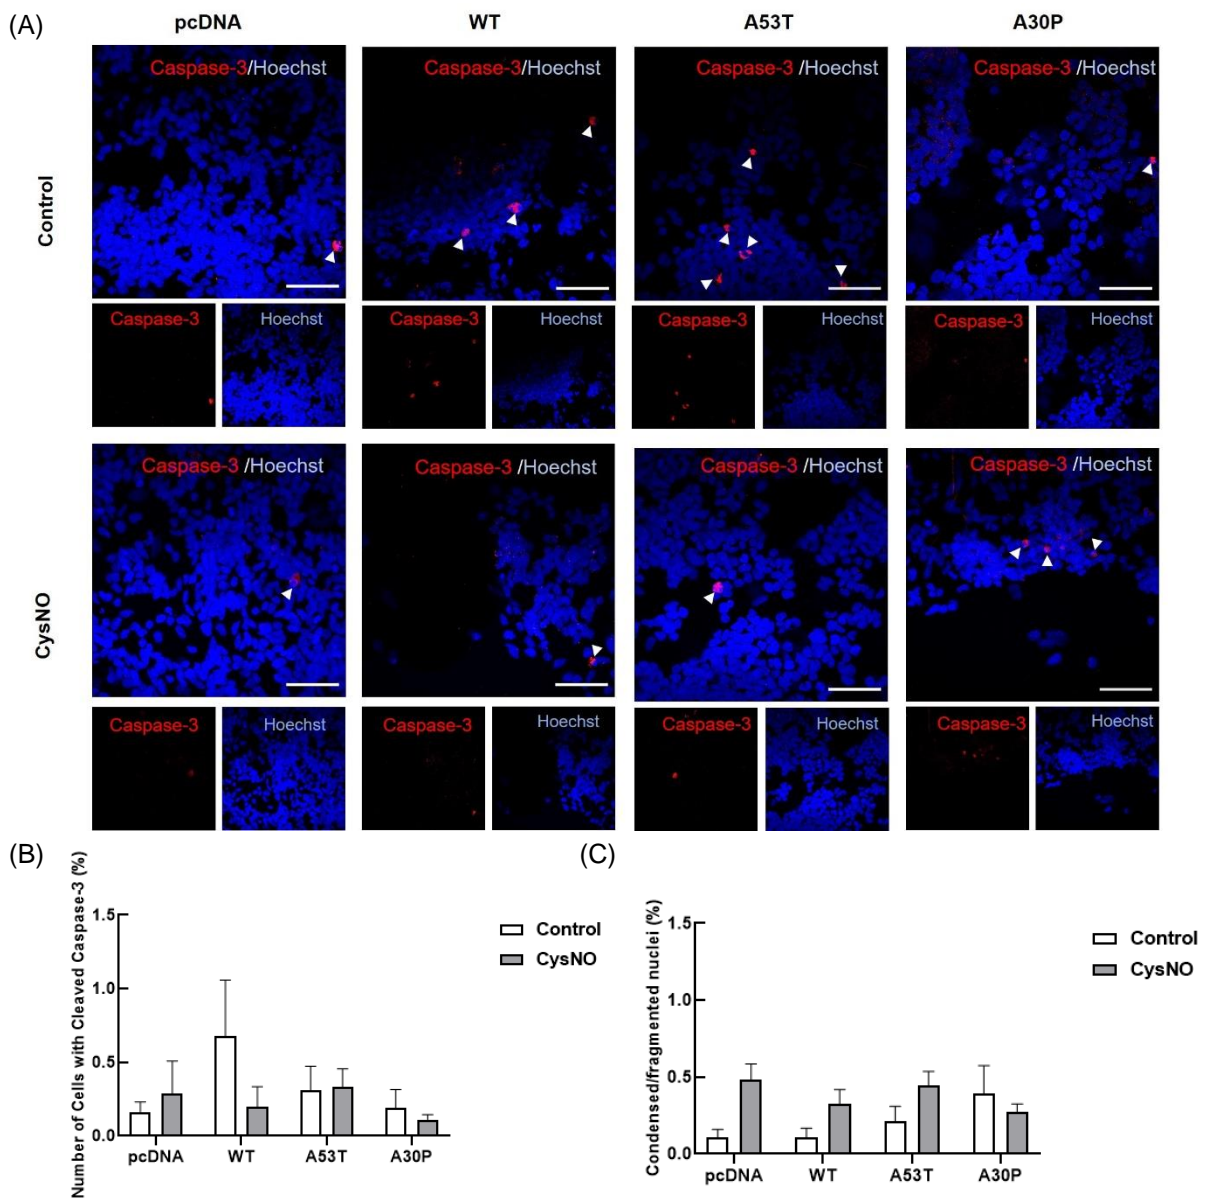 (A)
pcDNA WT A53T A30P
Control
Caspase-3/Hoechst Caspase-3/Hoechst Caspase-3 /Hoechst Caspase-3 /Hoechst
Caspase-3 Hoechst Caspase-3 Hoechst Caspase-3 Hoechst Caspase-3 Hoechst
CysNO
Caspase-3 /Hoechst Caspase-3 /Hoechst Caspase-3 /Hoechst Caspase-3 /Hoechst
Caspase-3 Hoechst Caspase-3 Hoechst Caspase-3 Hoechst Caspase-3 Hoechst
(B)
Number of Cells with Cleaved Caspase-3 (%)
1.5
1.0
0.5
0.0
pcDNA WT A53T A30P
Control
CysNO
(C)
Condensed/fragmented nuclei (%)
1.5
1.0
0.5
0.0
pcDNA WT A53T A30P
Control
CysNO